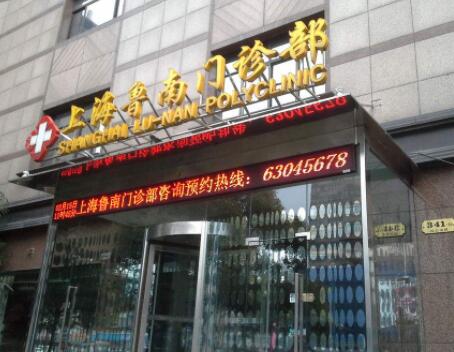 上海鲁南门诊部
SHANGHAI LU-NAN POLYCLINIC
上海鲁南门诊部咨询预约热线：63045678
341